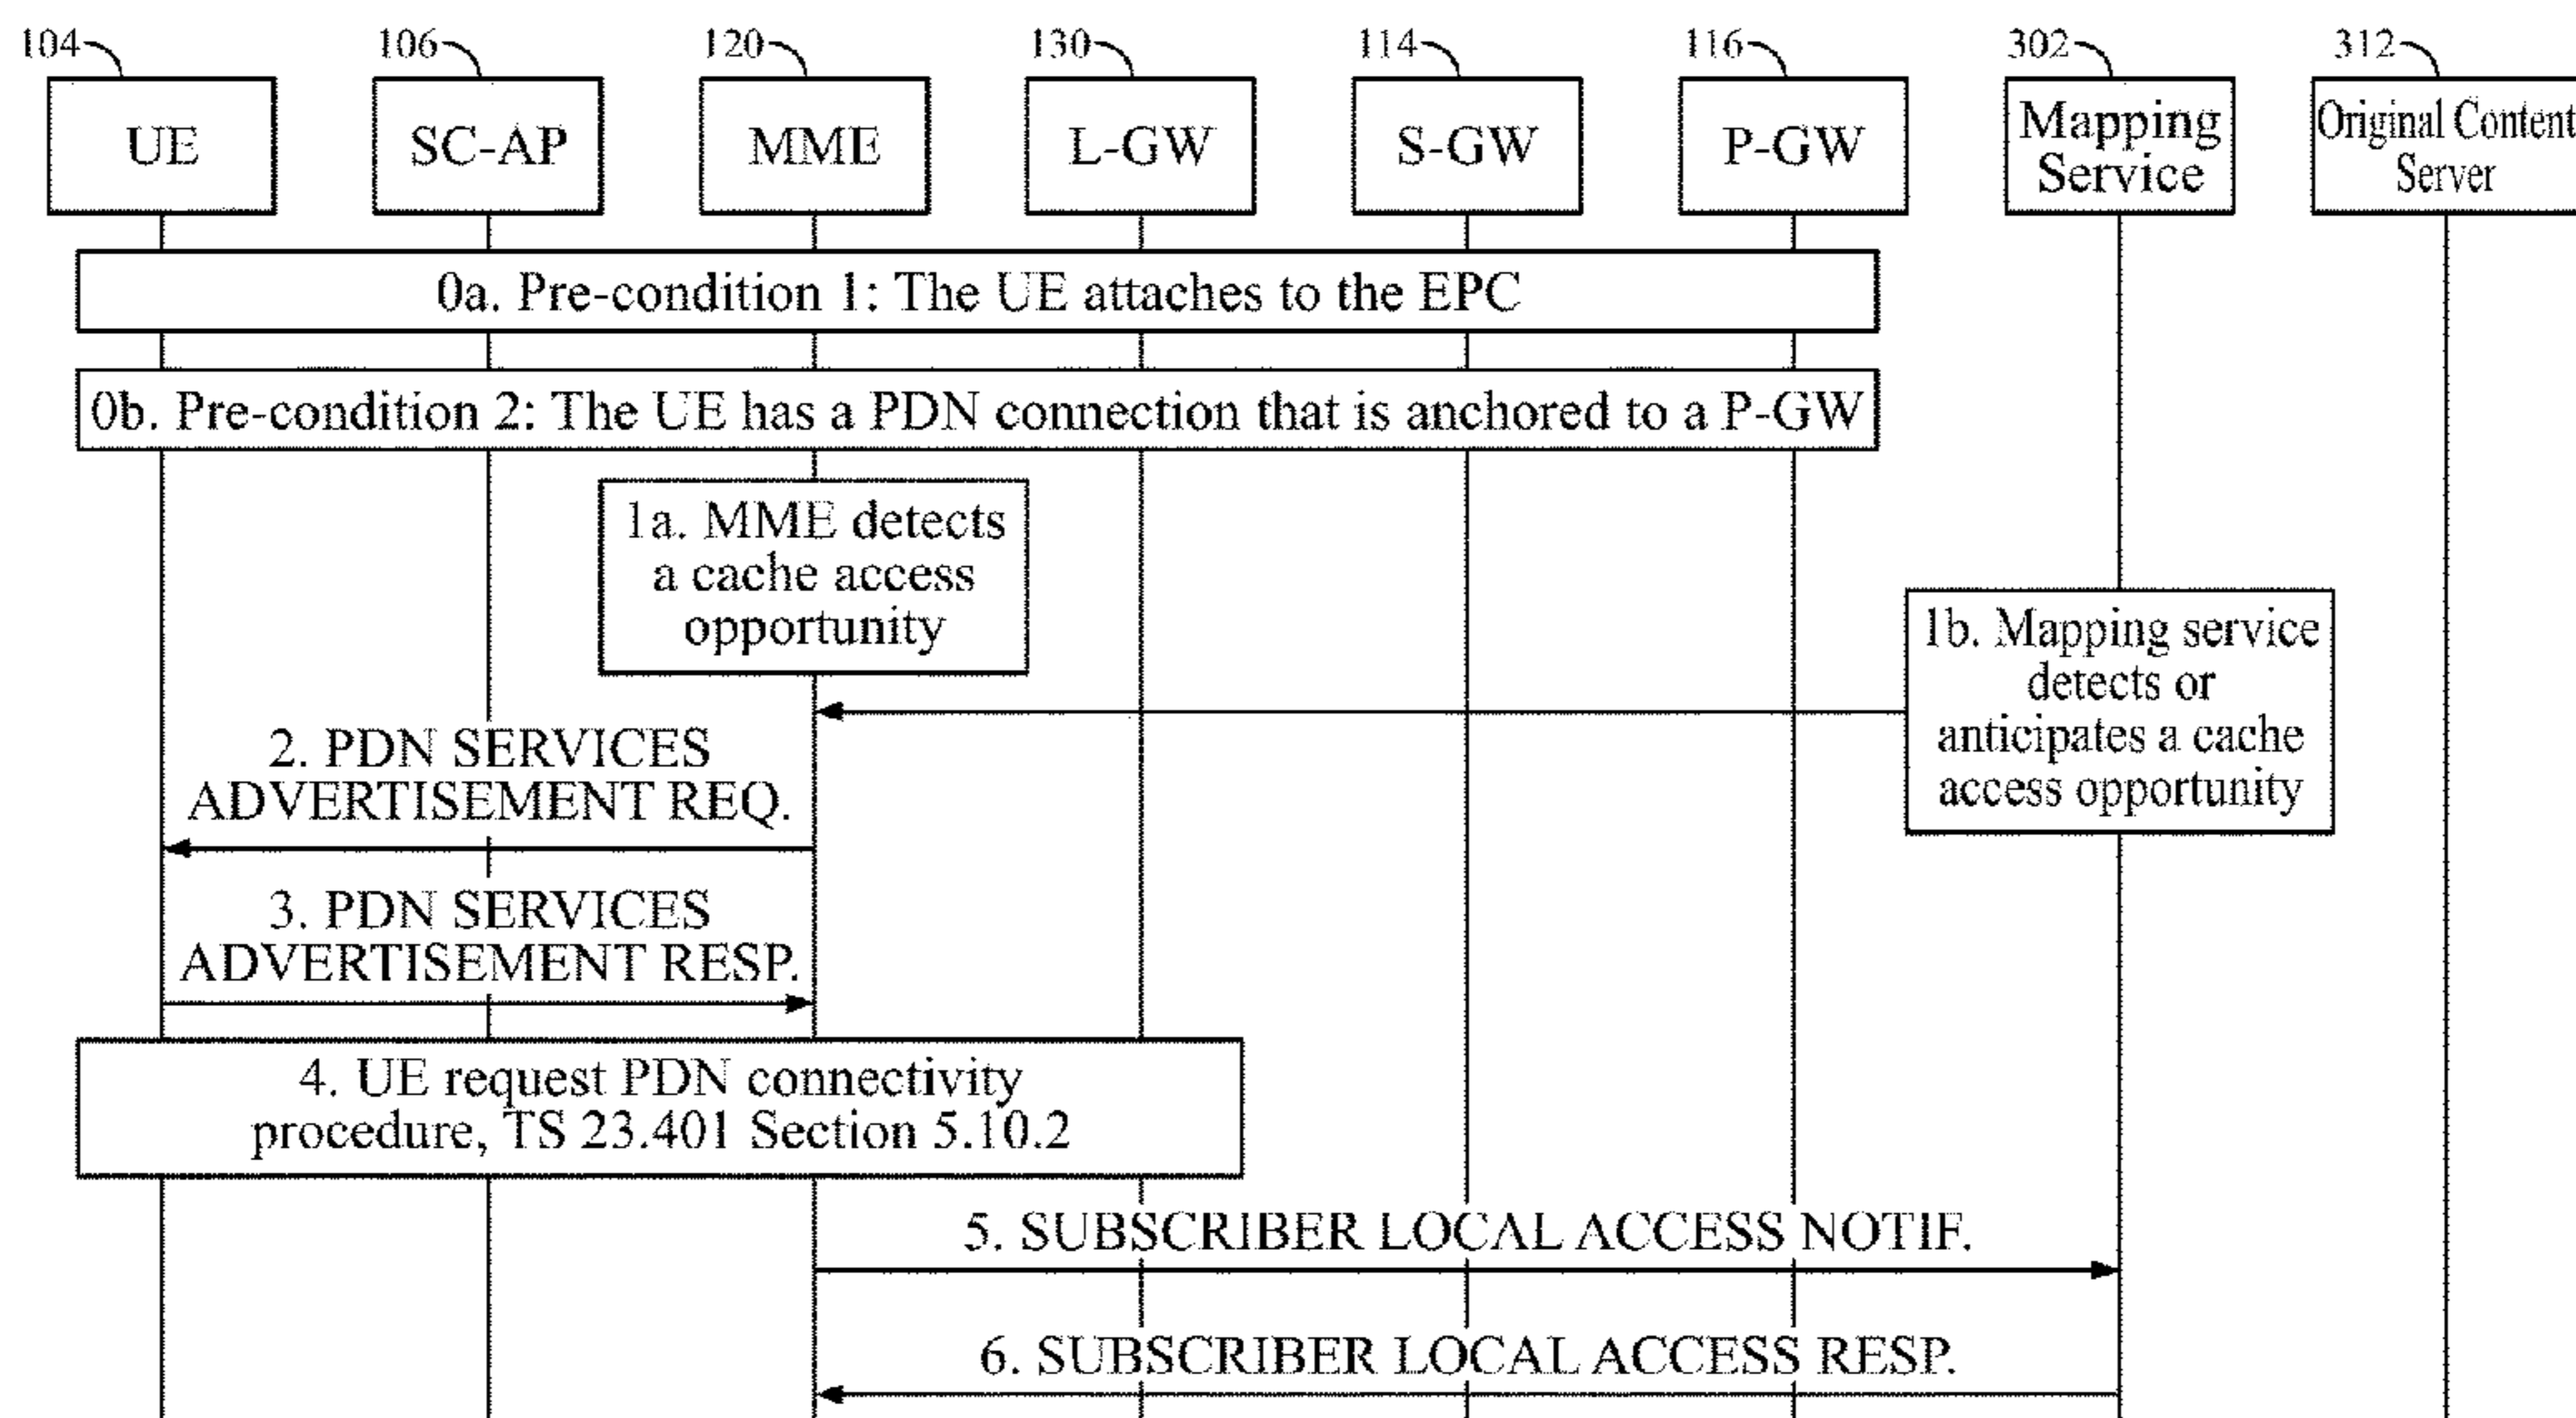 104
106
120
130
114
116
302
312
UE
SC-AP
MME
L-GW
S-GW
P-GW
Mapping
Service
Original Content
Server
0a. Pre-condition 1: The UE attaches to the EPC
0b. Pre-condition 2: The UE has a PDN connection that is anchored to a P-GW
1a. MME detects
a cache access
opportunity
1b. Mapping service
detects or
anticipates a cache
access opportunity
2. PDN SERVICES
ADVERTISEMENT REQ.
3. PDN SERVICES
ADVERTISEMENT RESP.
4. UE request PDN connectivity
procedure, TS 23.401 Section 5.10.2
5. SUBSCRIBER LOCAL ACCESS NOTIF.
6. SUBSCRIBER LOCAL ACCESS RESP.